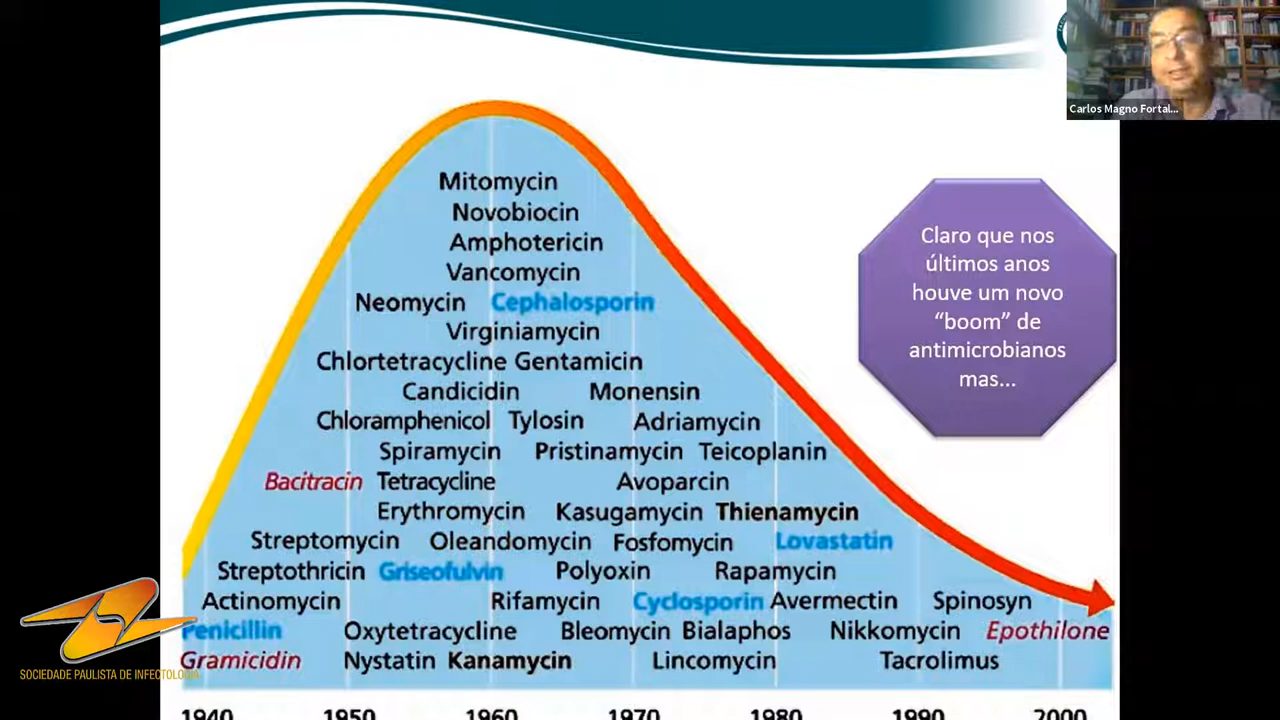 Carlos Magno Fortal...
Mitomycin
Novobiocin
Amphotericin
Vancomycin
Neomycin Cephalosporin
Virginiamycin
Chlortetracycline Gentamicin
Candicidin Monensin
Chloramphenicol Tylosin Adriamycin
Spiramycin Pristinamycin Teicoplanin
Bacitracin Tetracycline Avoparcin
Erythromycin Kasugamycin Thienamycin
Streptomycin Oleandomycin Fosfomycin Lovastatin
Streptothricin Griseofulvin Polyoxin Rapamycin
Actinomycin Rifamycin Cyclosporin Avermectin Spinosyn
Penicillin Oxytetracycline Bleomycin Bialaphos Nikkomycin Epothilone
Gramicidin Nystatin Kanamycin Lincomycin Tacrolimus
1940 1950 1960 1970 1980 1990 2000
Claro que nos
últimos anos
houve um novo
“boom” de
antimicrobianos
mas...
SOCIEDADE PAULISTA DE INFECTOLOGIA